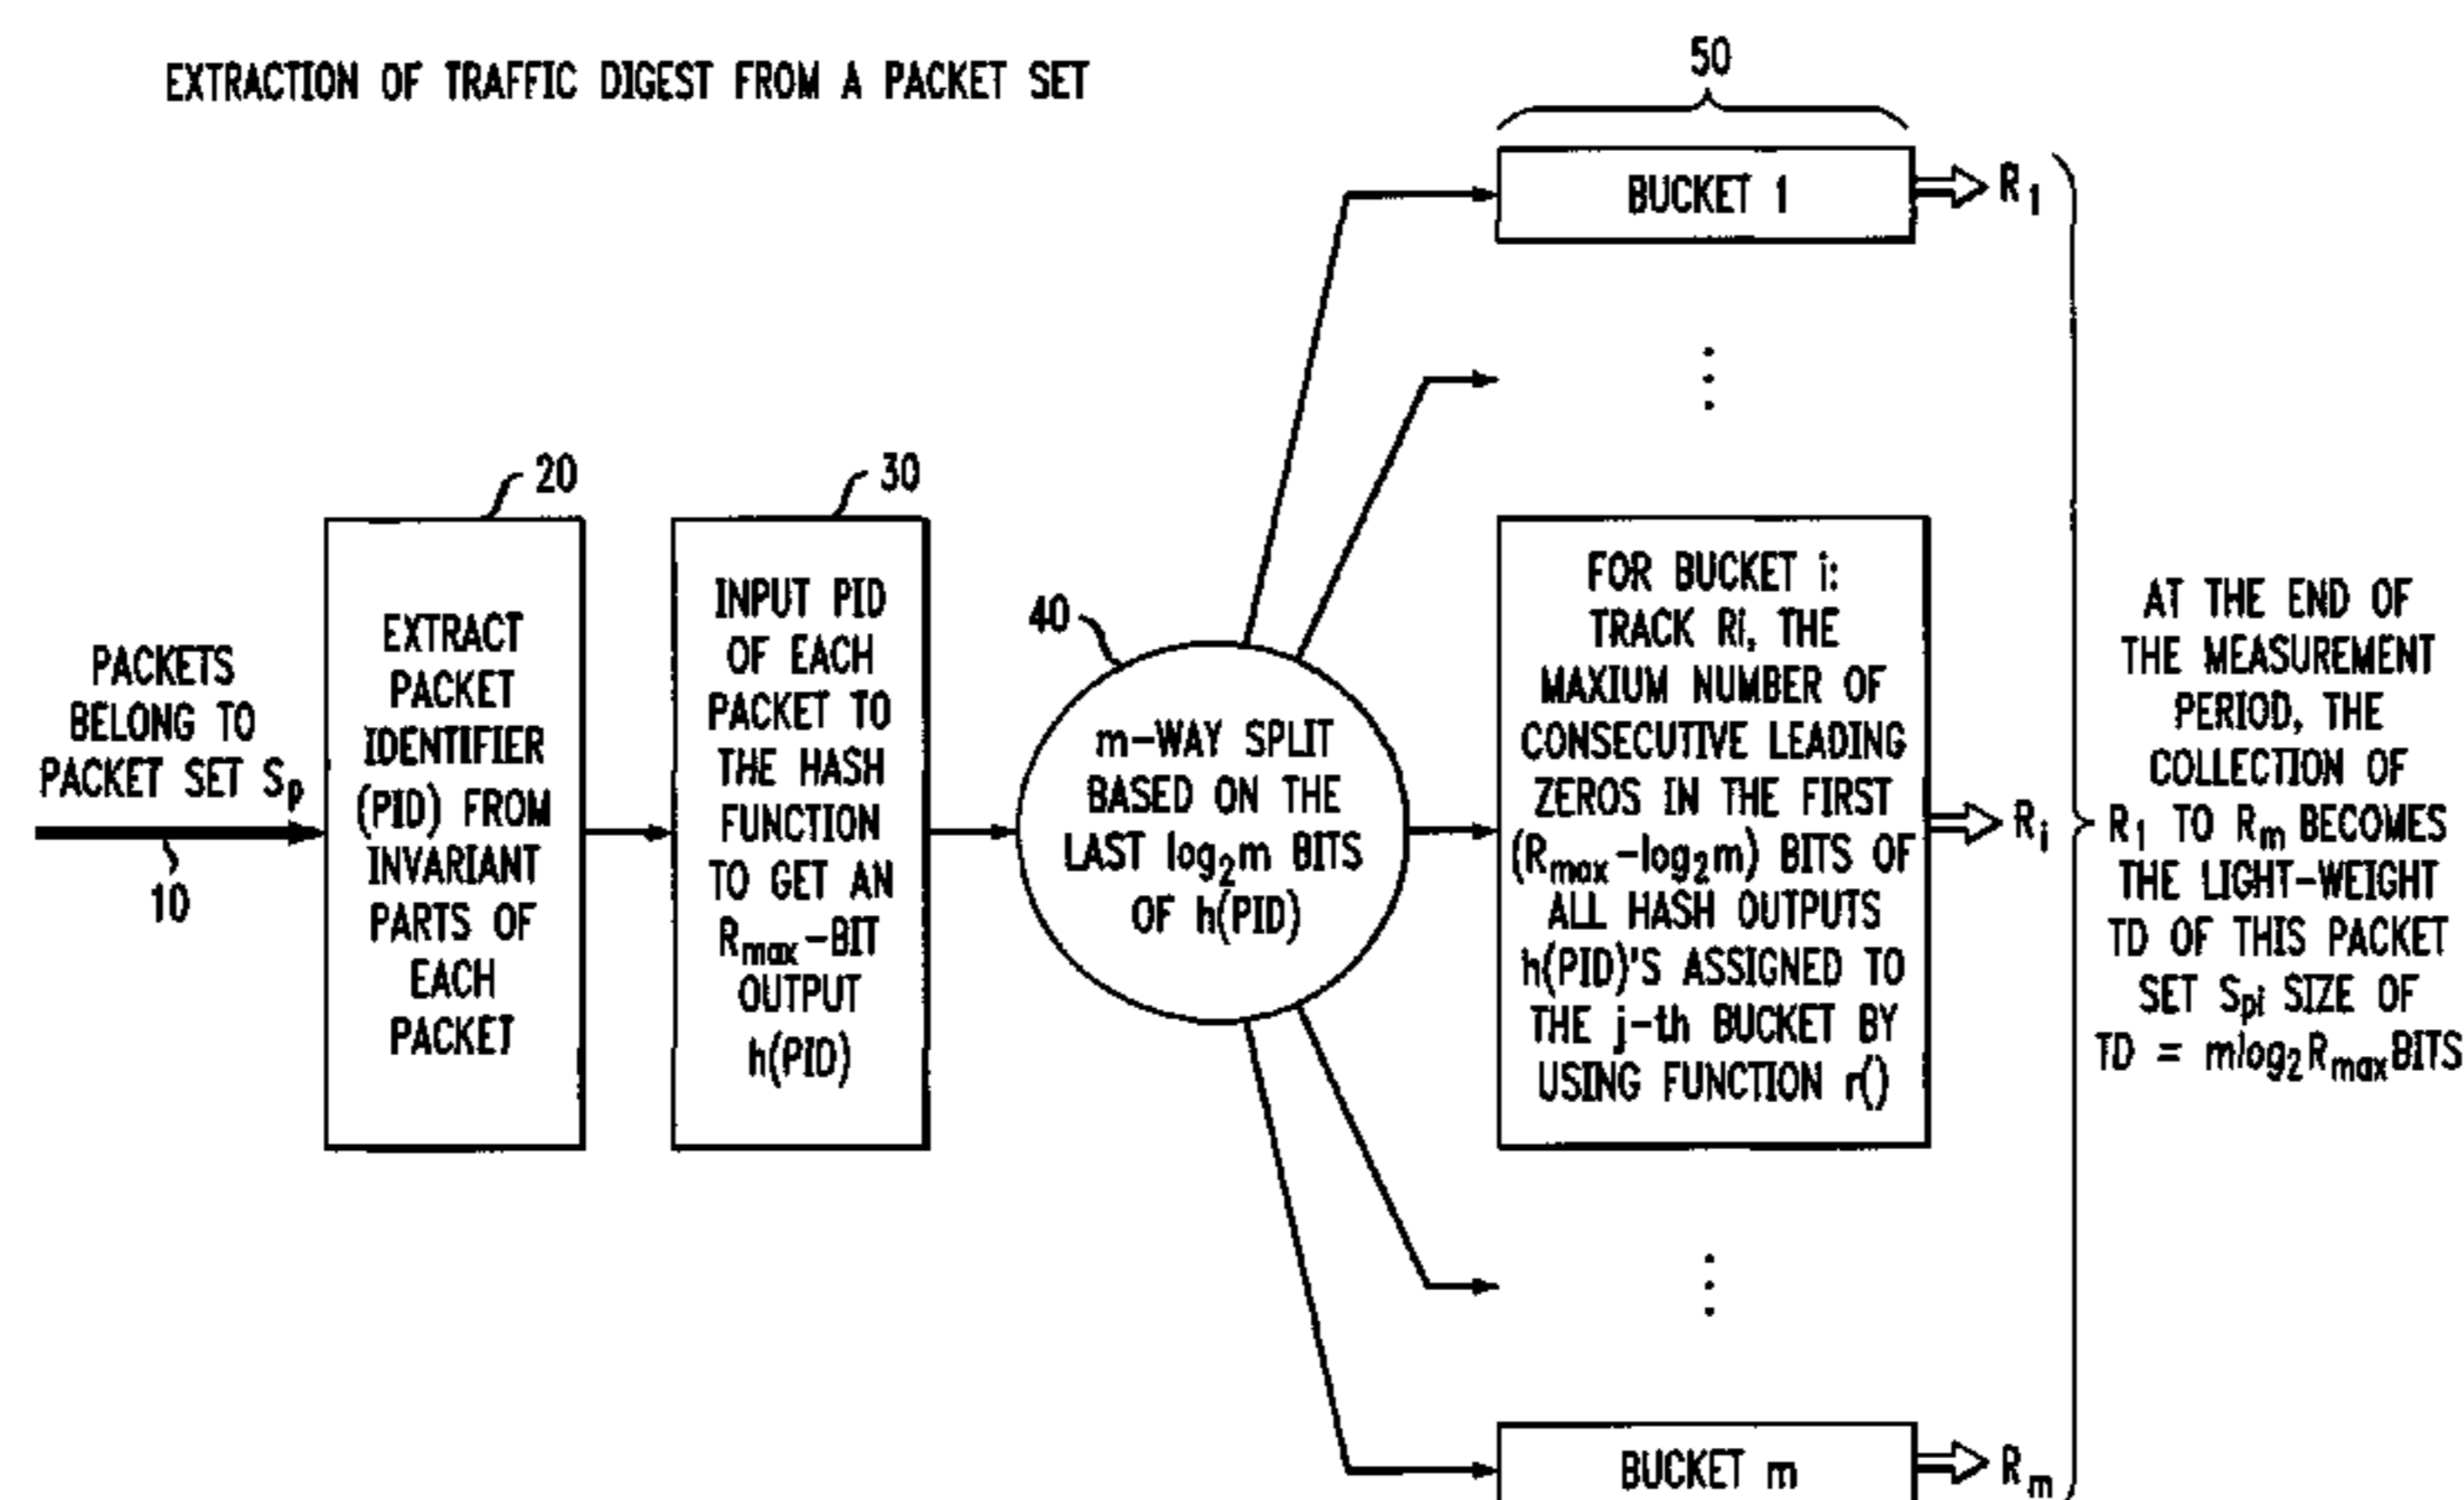 EXTRACTION OF TRAFFIC DIGEST FROM A PACKET SET
PACKETS
BELONG TO
PACKET SET Sp
10
20
EXTRACT
PACKET
IDENTIFIER
(PID) FROM
INVARIANT
PARTS OF
EACH
PACKET
30
INPUT PID
OF EACH
PACKET TO
THE HASH
FUNCTION
TO GET AN
Rmax-BIT
OUTPUT
h(PID)
40
m-WAY SPLIT
BASED ON THE
LAST log2m BITS
OF h(PID)
50
BUCKET 1
R1
FOR BUCKET i:
TRACK Ri, THE
MAXIUM NUMBER OF
CONSECUTIVE LEADING
ZEROS IN THE FIRST
(Rmax-log2m) BITS OF
ALL HASH OUTPUTS
h(PID)'S ASSIGNED TO
THE j-th BUCKET BY
USING FUNCTION r()
Ri
BUCKET m
Rm
AT THE END OF
THE MEASUREMENT
PERIOD, THE
COLLECTION OF
R1 TO Rm BECOMES
THE LIGHT-WEIGHT
TD OF THIS PACKET
SET Spi SIZE OF
TD = mlog2RmaxBITS